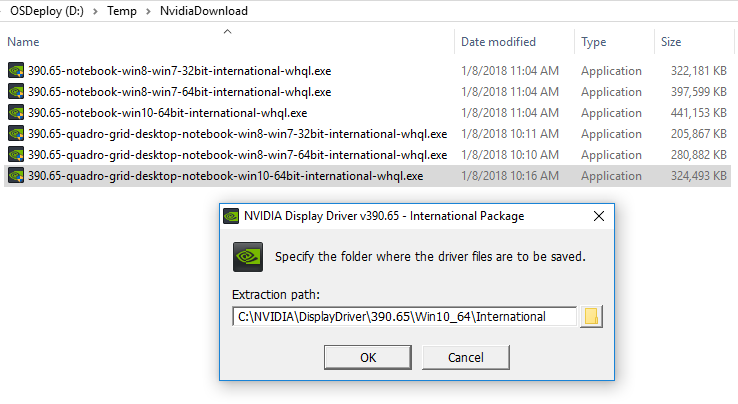 OSDeploy (D:) > Temp > NvidiaDownload
Name Date modified Type Size
390.65-notebook-win8-win7-32bit-international-whql.exe 1/8/2018 11:04 AM Application 322,181 KB
390.65-notebook-win8-win7-64bit-international-whql.exe 1/8/2018 11:04 AM Application 397,599 KB
390.65-notebook-win10-64bit-international-whql.exe 1/8/2018 11:04 AM Application 441,153 KB
390.65-quadro-grid-desktop-notebook-win8-win7-32bit-international-whql.exe 1/8/2018 10:11 AM Application 205,867 KB
390.65-quadro-grid-desktop-notebook-win8-win7-64bit-international-whql.exe 1/8/2018 10:10 AM Application 280,882 KB
390.65-quadro-grid-desktop-notebook-win10-64bit-international-whql.exe 1/8/2018 10:16 AM Application 324,493 KB
NVIDIA Display Driver v390.65 - International Package
Specify the folder where the driver files are to be saved.
Extraction path:
C:\NVIDIA\DisplayDriver\390.65\Win10_64\International
OK Cancel